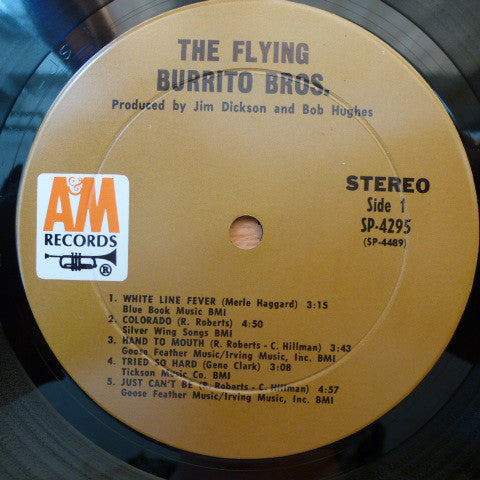 THE FLYING
BURRITO BROS.
Produced by Jim Dickson and Bob Hughes
A&M
RECORDS
®
STEREO
Side 1
SP-4295
(SP-4489)
1. WHITE LINE FEVER (Merle Haggard) 3:15
Blue Book Music BMI
2. COLORADO (R. Roberts) 4:50
Silver Wing Songs BMI
3. HAND TO MOUTH (R. Roberts - C. Hillman) 3:43
Goose Feather Music/Irving Music, Inc. BMI
4. TRIED SO HARD (Gene Clark) 3:08
Tickson Music Co. BMI
5. JUST CAN'T BE (R. Roberts - C. Hillman) 4:57
Goose Feather Music/Irving Music, Inc. BMI